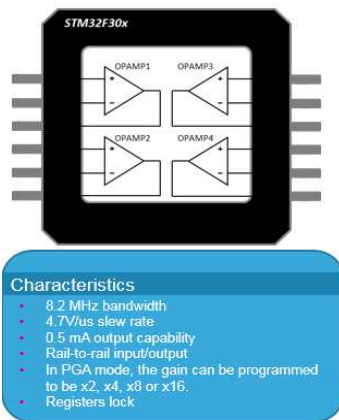 STM32F30x
OPAMP1 OPAMP3
+ +
- -
OPAMP2 OPAMP4
+ +
- -
Characteristics
• 8.2 MHz bandwidth
• 4.7V/us slew rate
• 0.5 mA output capability
• Rail-to-rail input/output
• In PGA mode, the gain can be programmed
to be x2, x4, x8 or x16.
• Registers lock